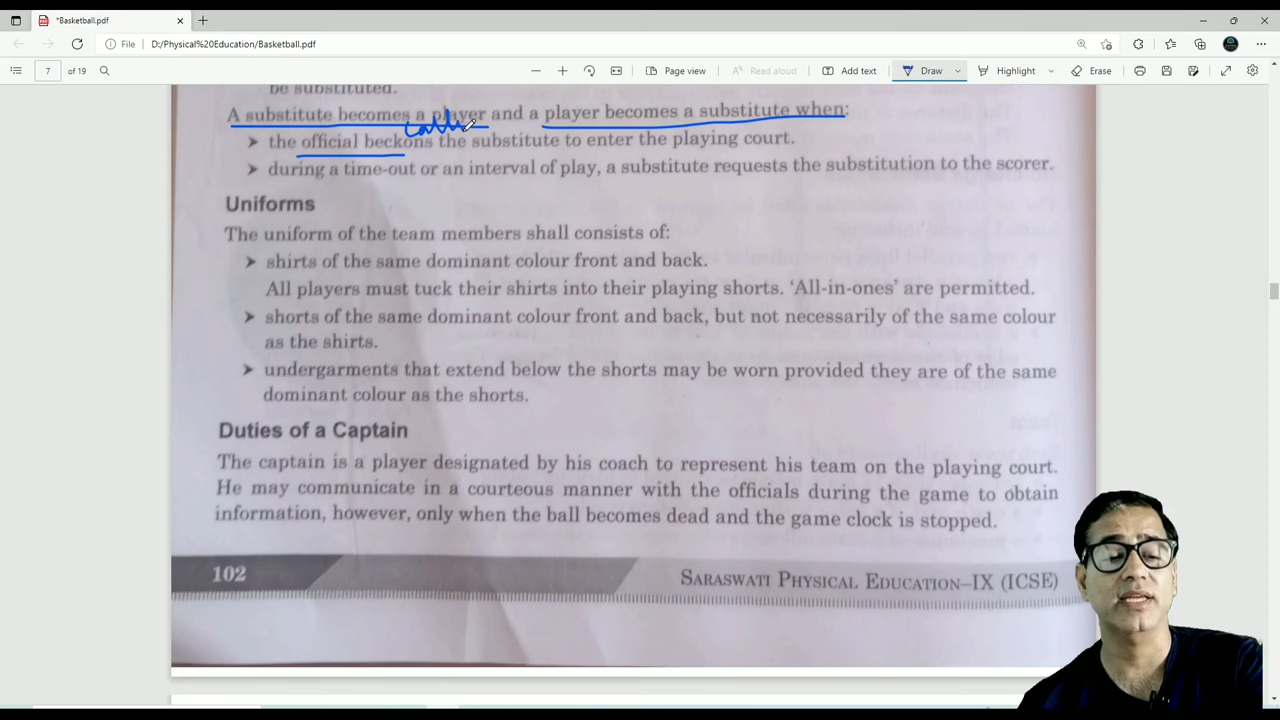 *Basketball.pdf
File D:/Physical%20Education/Basketball.pdf
7 of 19 Page view Read aloud Add text Draw Highlight Erase
be substituted.
A substitute becomes a player and a player becomes a substitute when:
➤ the official beckons the substitute to enter the playing court.
➤ during a time-out or an interval of play, a substitute requests the substitution to the scorer.
Uniforms
The uniform of the team members shall consists of:
➤ shirts of the same dominant colour front and back.
All players must tuck their shirts into their playing shorts. ‘All-in-ones’ are permitted.
➤ shorts of the same dominant colour front and back, but not necessarily of the same colour
as the shirts.
➤ undergarments that extend below the shorts may be worn provided they are of the same
dominant colour as the shorts.
Duties of a Captain
The captain is a player designated by his coach to represent his team on the playing court.
He may communicate in a courteous manner with the officials during the game to obtain
information, however, only when the ball becomes dead and the game clock is stopped.
102 SARASWATI PHYSICAL EDUCATION–IX (ICSE)